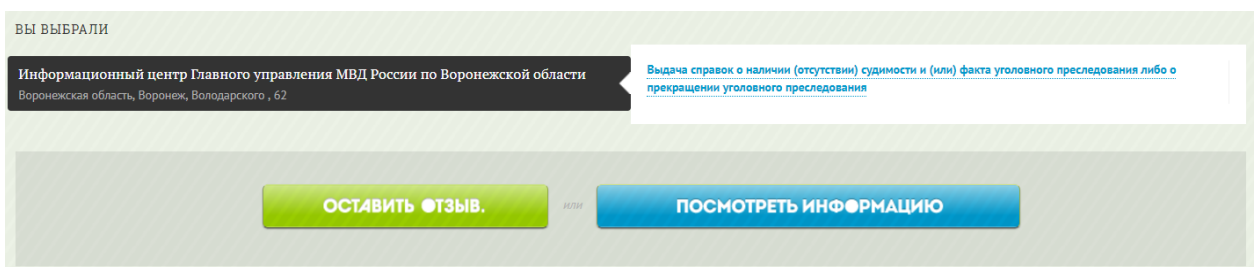 ВЫ ВЫБРАЛИ
Информационный центр Главного управления МВД России по Воронежской области
Воронежская область, Воронеж, Володарского , 62
Выдача справок о наличии (отсутствии) судимости и (или) факта уголовного преследования либо о
прекращении уголовного преследования
ОСТАВИТЬ ОТЗЫВ. или ПОСМОТРЕТЬ ИНФОРМАЦИЮ